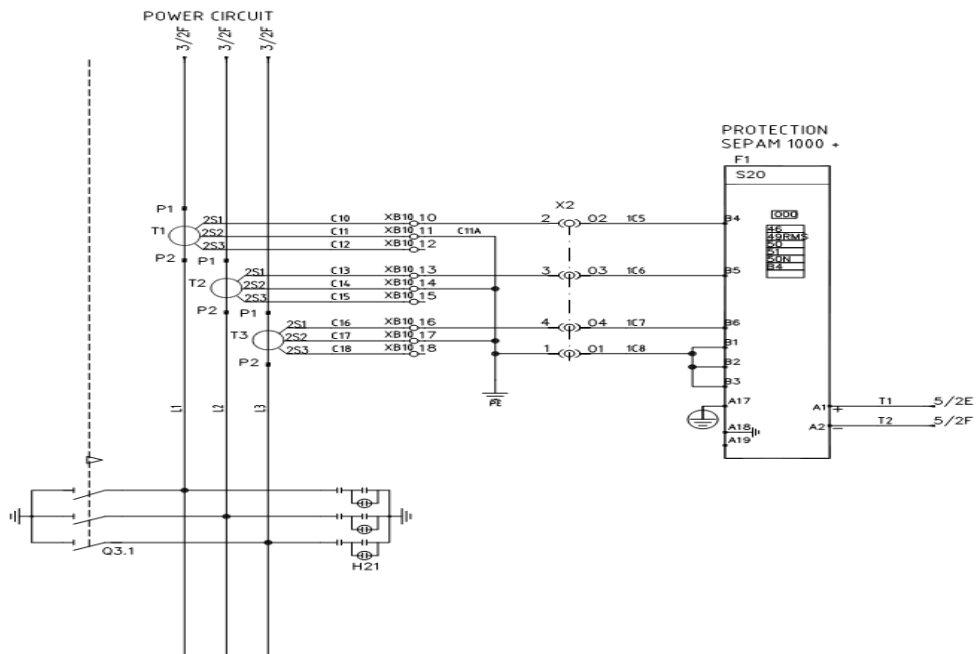 POWER CIRCUIT
3/2F 3/2F 3/2F
PROTECTION
SEPAM 1000 +
F1
S20
P1
T1
P2
2S1 C10 XB10 10
2S2 C11 XB10 11 C11A
2S3 C12 XB10 12
X2
2 02 1C5 B4
000
46
49RMS
50
51
50N
P1
T2
P2
2S1 C13 XB10 13
2S2 C14 XB10 14
2S3 C15 XB10 15
3 03 1C6 B5
P1
T3
P2
2S1 C16 XB10 16
2S2 C17 XB10 17
2S3 C18 XB10 18
4 04 1C7 B6
1 01 1C8 B1
B2
B3
PE
A17
A18
A19
A1 + T1 5/2E
A2 - T2 5/2F
L1 L2 L3
Q3.1
H21